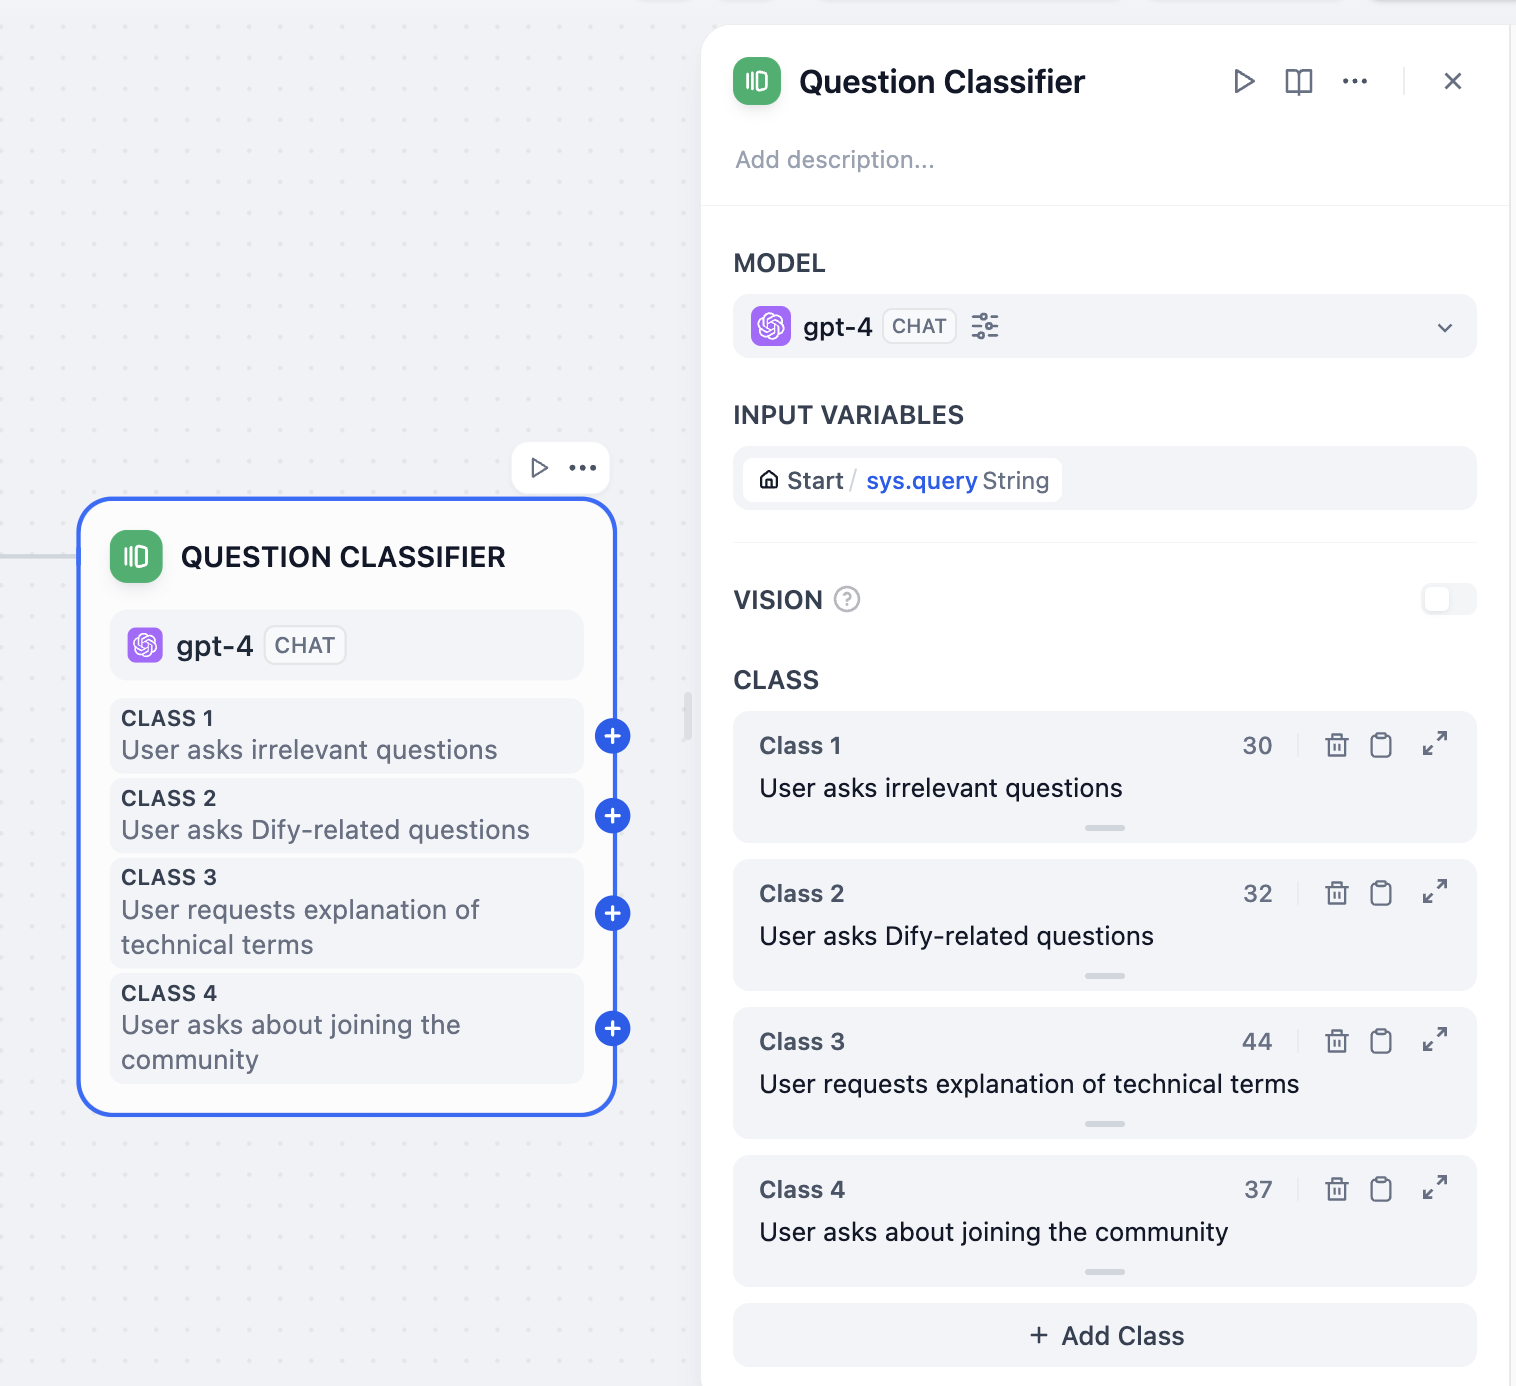 QUESTION CLASSIFIER
gpt-4 CHAT
CLASS 1
User asks irrelevant questions
CLASS 2
User asks Dify-related questions
CLASS 3
User requests explanation of
technical terms
CLASS 4
User asks about joining the
community
Question Classifier
Add description...
MODEL
gpt-4 CHAT
INPUT VARIABLES
Start / sys.query String
VISION ?
CLASS
Class 1 30
User asks irrelevant questions
Class 2 32
User asks Dify-related questions
Class 3 44
User requests explanation of technical terms
Class 4 37
User asks about joining the community
+ Add Class